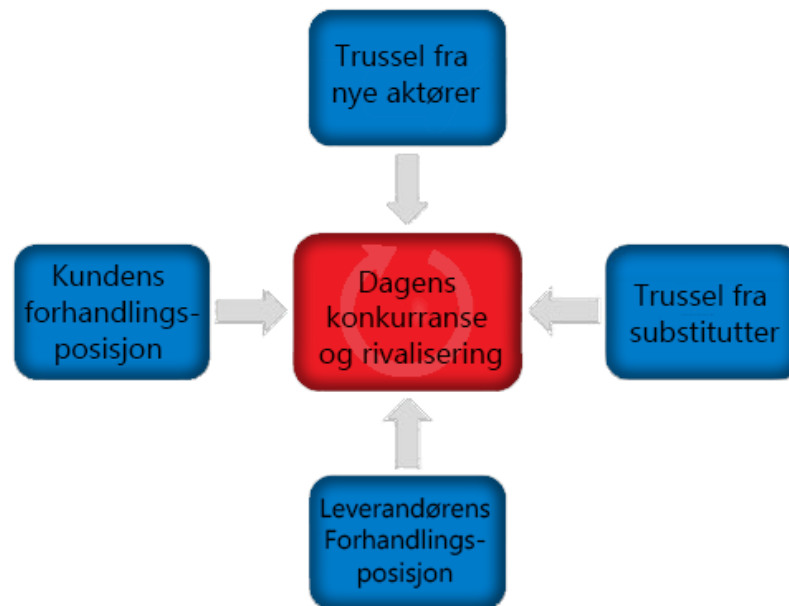 Trussel fra
nye aktører
Kundens
forhandlings-
posisjon
Dagens
konkurranse
og rivalisering
Trussel fra
substitutter
Leverandørens
Forhandlings-
posisjon